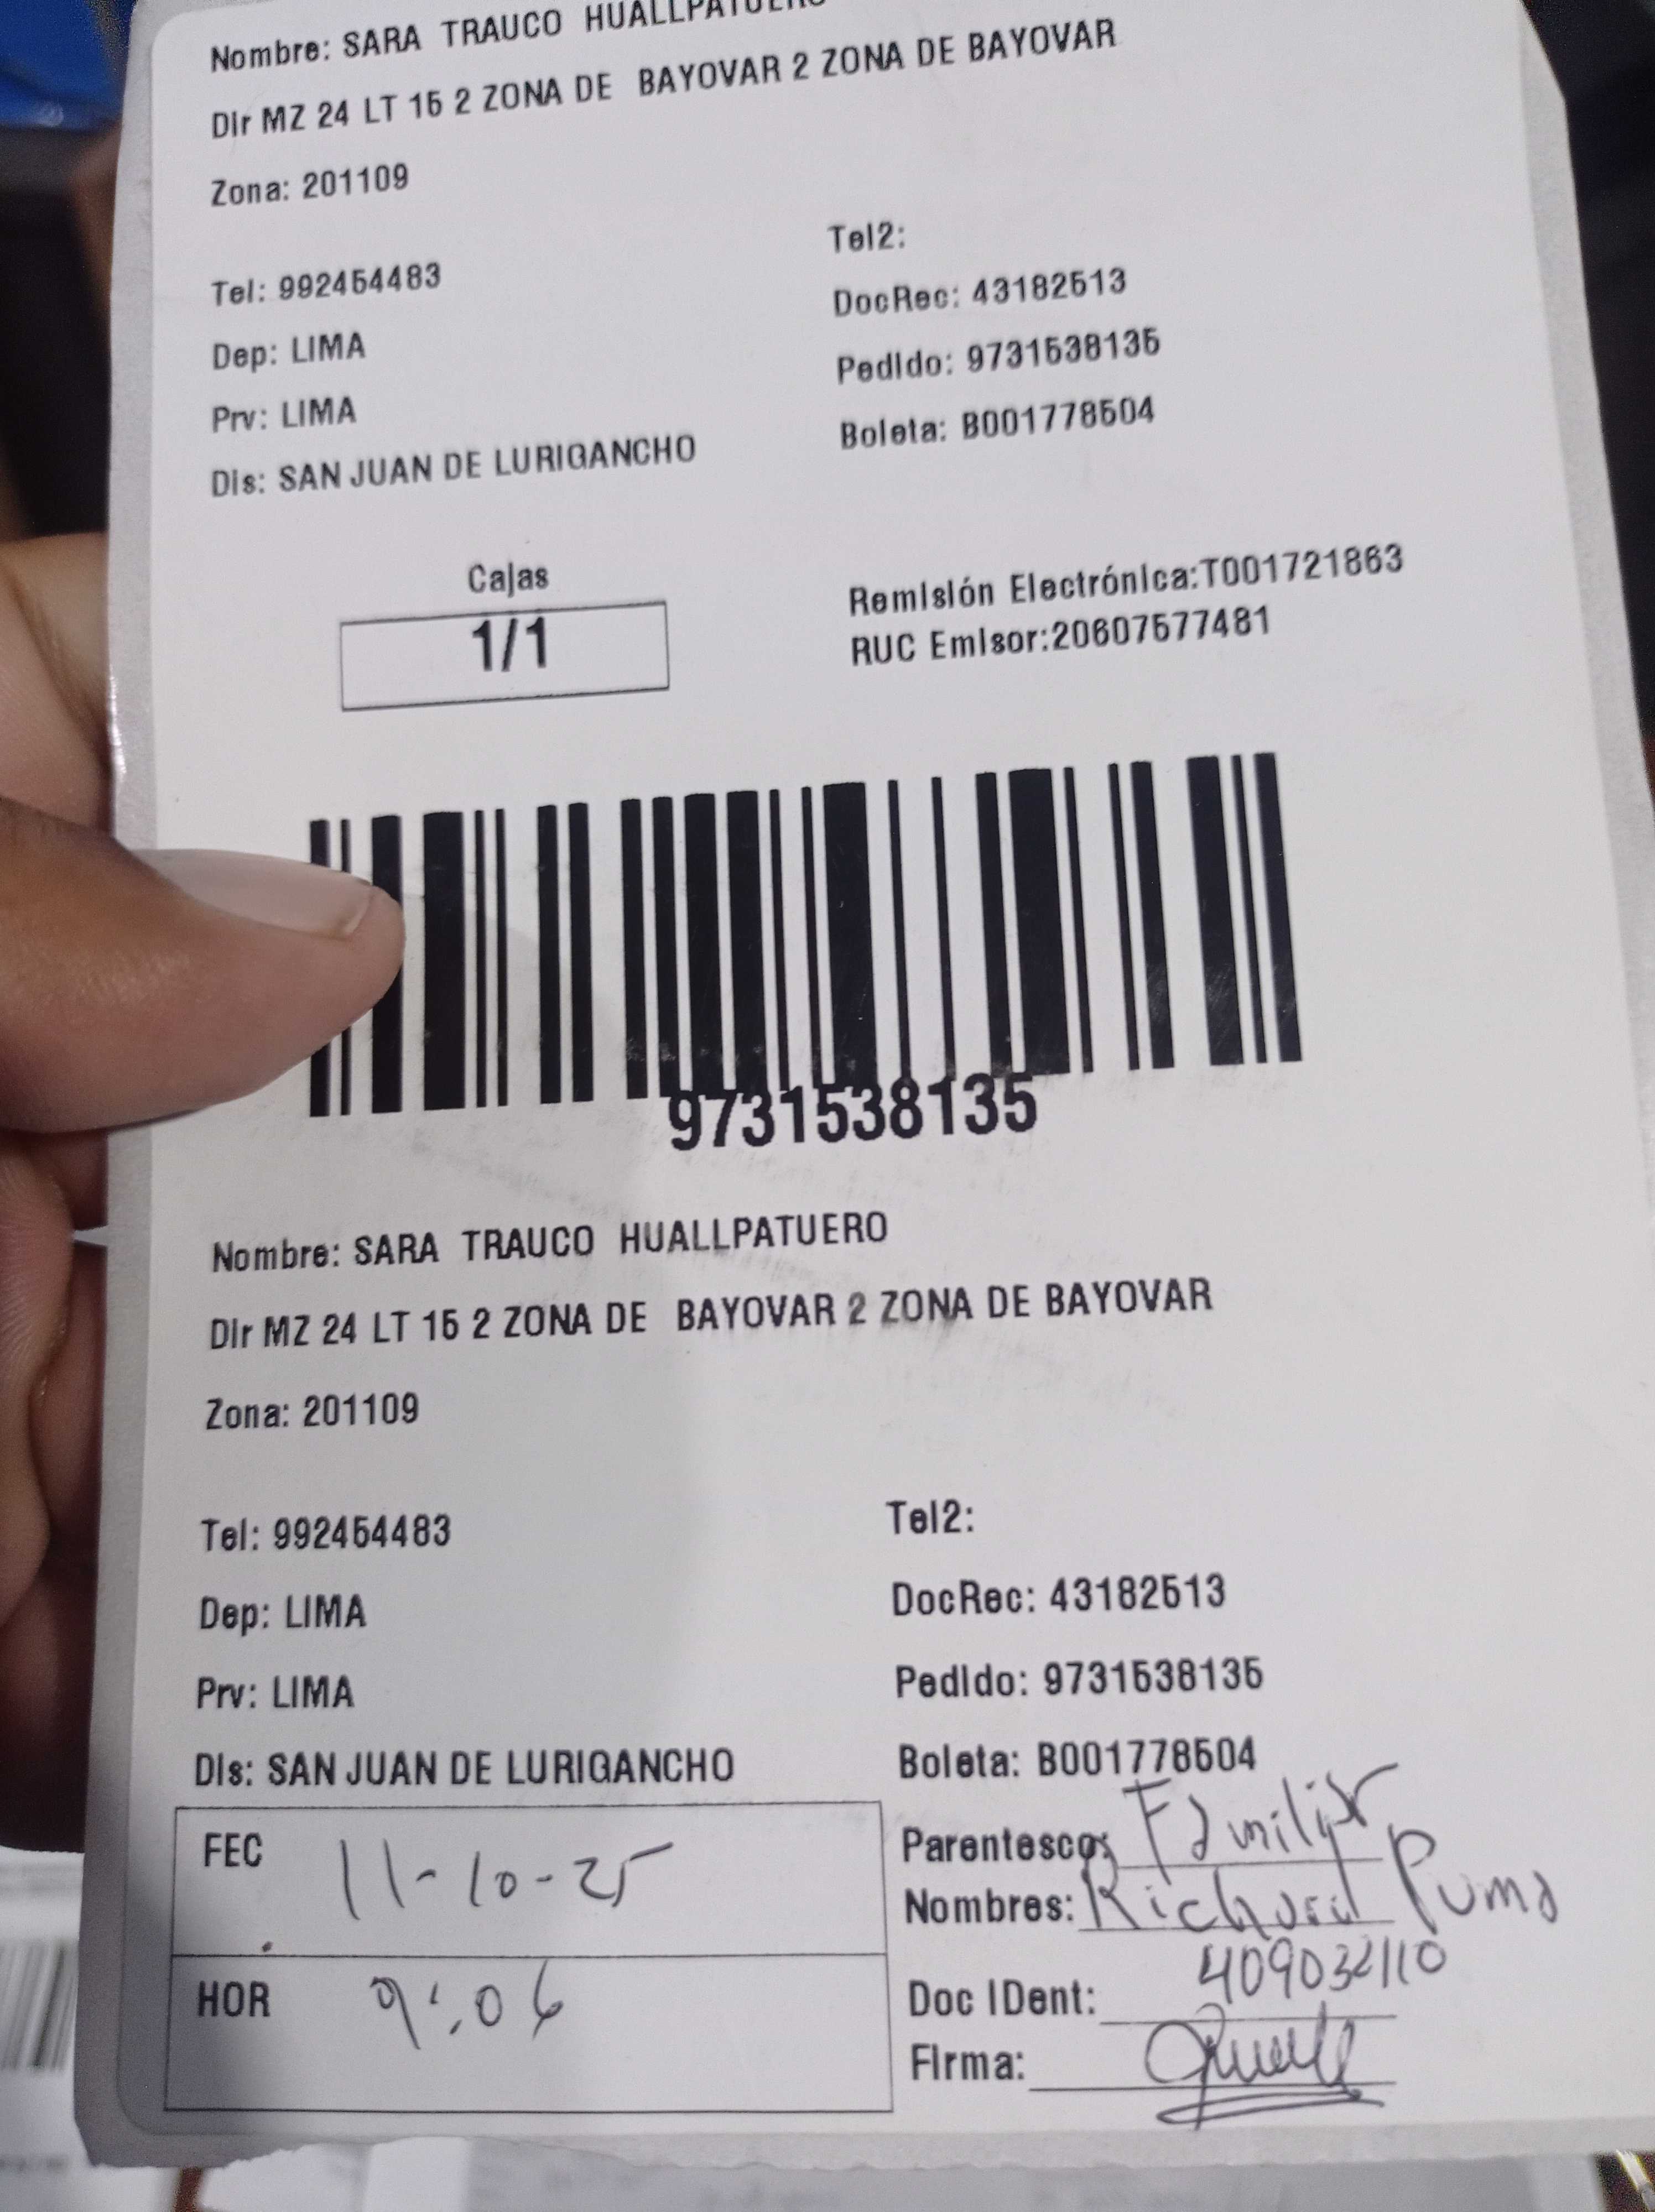 Nombre: SARA TRAUCO HUALLPATUERO
Dir MZ 24 LT 15 2 ZONA DE BAYOVAR 2 ZONA DE BAYOVAR
Zona: 201109
Tel: 992454483
Tel2:
Dep: LIMA
DocRec: 43182513
Prv: LIMA
Pedido: 9731538135
Dis: SAN JUAN DE LURIGANCHO
Boleta: B001778504
Cajas
1/1
Remisión Electrónica:T001721863
RUC Emisor:20607577481
9731538135
Nombre: SARA TRAUCO HUALLPATUERO
Dir MZ 24 LT 15 2 ZONA DE BAYOVAR 2 ZONA DE BAYOVAR
Zona: 201109
Tel: 992454483
Tel2:
Dep: LIMA
DocRec: 43182513
Prv: LIMA
Pedido: 9731538135
Dis: SAN JUAN DE LURIGANCHO
Boleta: B001778504
FEC 11-10-25
Parentesco: Familiar
Nombres: Richard Puma
HOR 9:06
Doc IDent:
Firma: